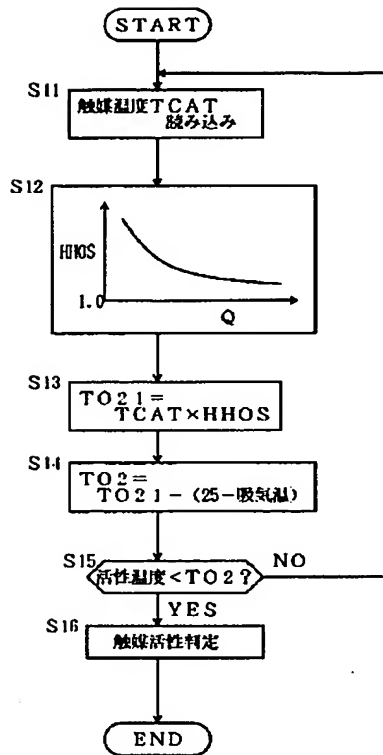 START
S11
触媒温度TCAT
読み込み
S12
HHOS
1.0
Q
S13
TO21=
TCAT×HHOS
S14
TO2=
TO21-(25-吸気温)
S15
活性温度<TO2?
NO
YES
S16
触媒活性判定
END